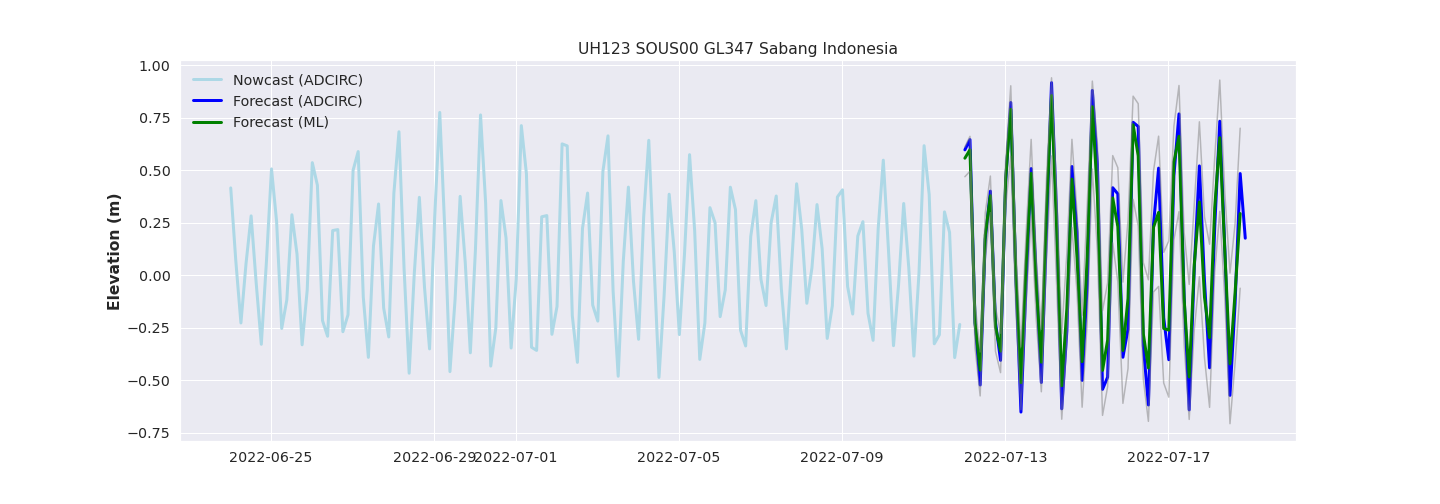 UH123 SOUS00 GL347 Sabang Indonesia
Nowcast (ADCIRC)
Forecast (ADCIRC)
Forecast (ML)
Elevation (m)
1.00
0.75
0.50
0.25
0.00
−0.25
−0.50
−0.75
2022-06-25 2022-06-29 2022-07-01 2022-07-05 2022-07-09 2022-07-13 2022-07-17